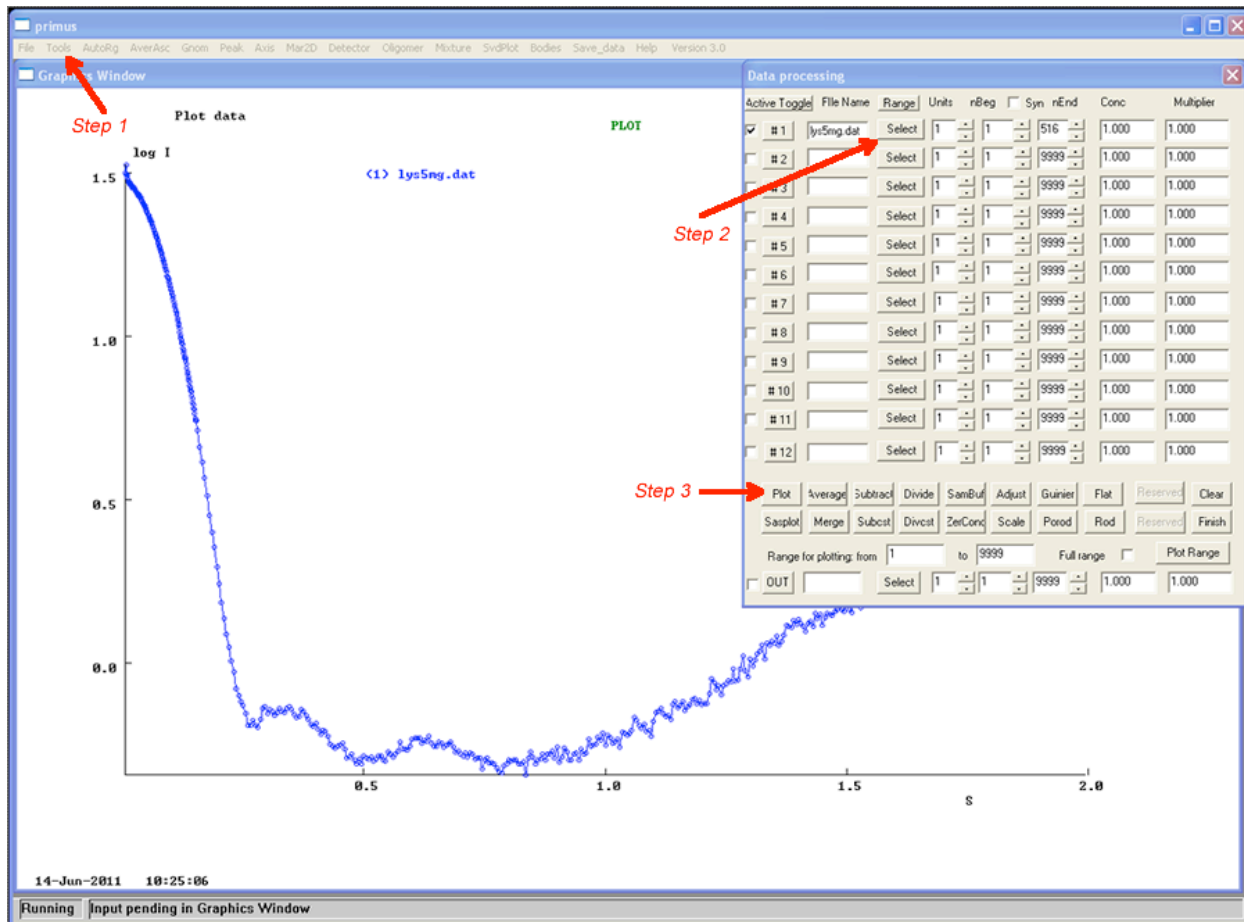 primus
File Tools AutoRg AverAsc Gnom Peak Axis Mar2D Detector Oligomer Mixture SvdPlot Bodies Save_data Help Version 3.0
Graphics Window
Data processing
Step 1
Plot data
PLOT
log I
(1) lys5mg.dat
1.5
1.0
0.5
0.0
0.5 1.0 1.5 2.0
S
14-Jun-2011 10:25:06
Active Toggle FIle Name Range Units nBeg Syn nEnd Conc Multiplier
#1 lys5mg.dat Select 1 1 516 1.000 1.000
#2 Select 1 1 9999 1.000 1.000
#3 Select 1 1 9999 1.000 1.000
Step 2
#4 Select 1 1 9999 1.000 1.000
#5 Select 1 1 9999 1.000 1.000
#6 Select 1 1 9999 1.000 1.000
#7 Select 1 1 9999 1.000 1.000
#8 Select 1 1 9999 1.000 1.000
#9 Select 1 1 9999 1.000 1.000
#10 Select 1 1 9999 1.000 1.000
#11 Select 1 1 9999 1.000 1.000
#12 Select 1 1 9999 1.000 1.000
Step 3
Plot Average Subtract Divide SamBuf Adjust Guinier Flat Reserved Clear
Sasplot Merge Subcst Divcst ZerConc Scale Porod Rod Reserved Finish
Range for plotting: from 1 to 9999 Full range Plot Range
OUT Select 1 1 9999 1.000 1.000
Running Input pending in Graphics Window